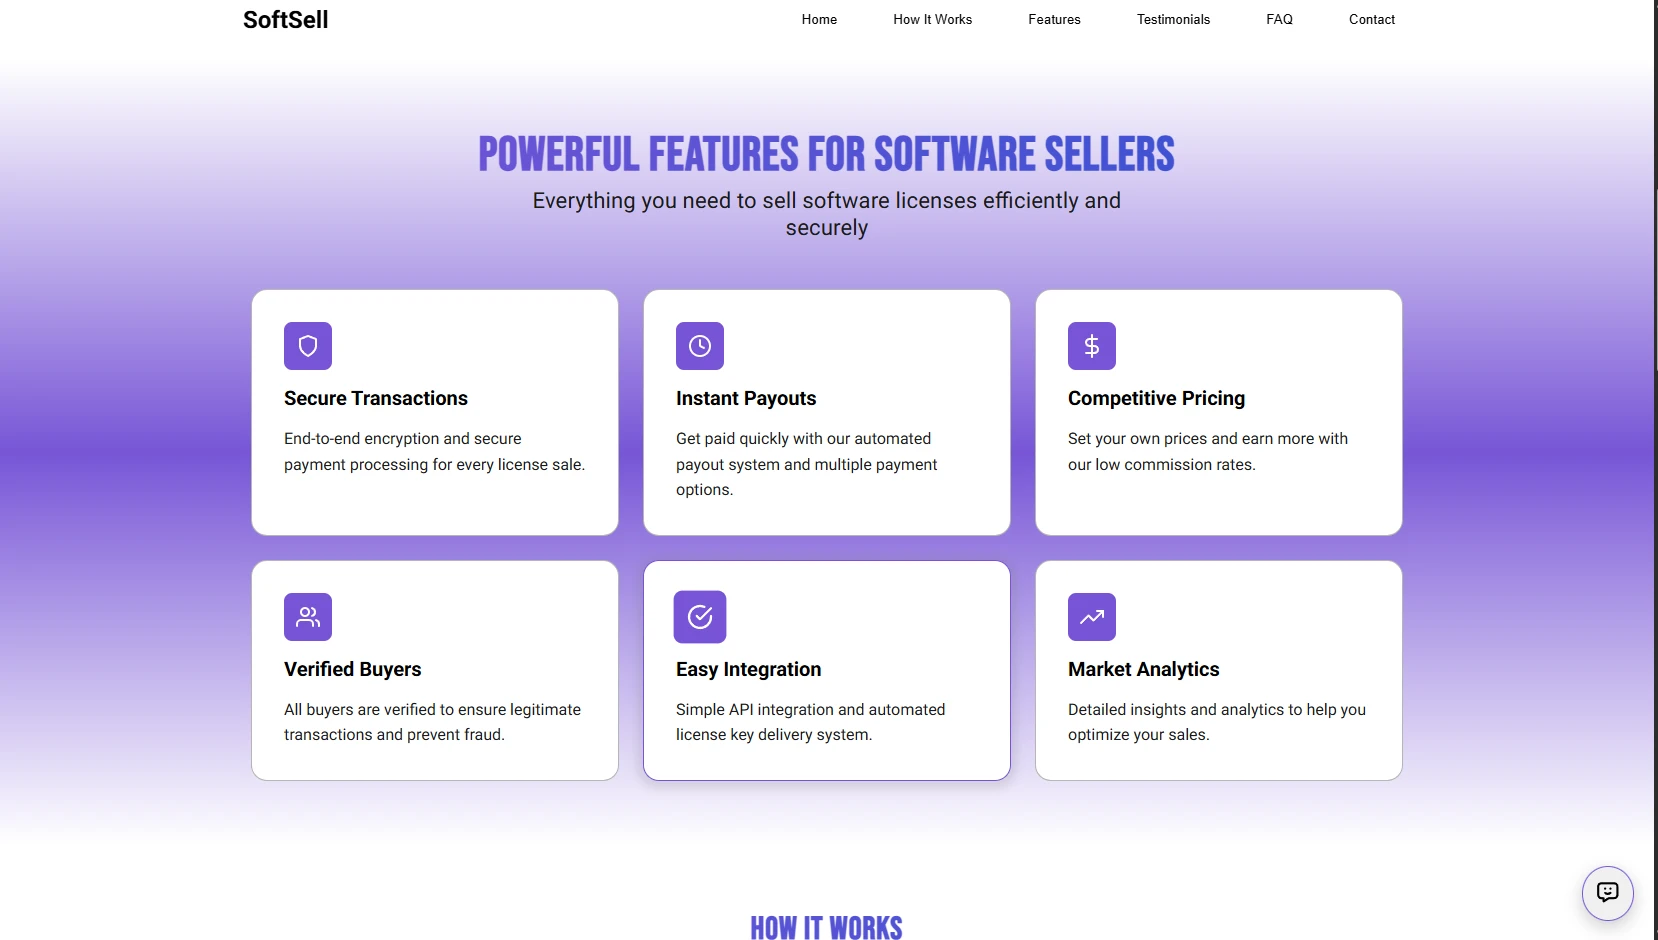 SoftSell
Home
How It Works
Features
Testimonials
FAQ
Contact
POWERFUL FEATURES FOR SOFTWARE SELLERS
Everything you need to sell software licenses efficiently and
securely
Secure Transactions
End-to-end encryption and secure
payment processing for every license sale.
Instant Payouts
Get paid quickly with our automated
payout system and multiple payment
options.
Competitive Pricing
Set your own prices and earn more with
our low commission rates.
Verified Buyers
All buyers are verified to ensure legitimate
transactions and prevent fraud.
Easy Integration
Simple API integration and automated
license key delivery system.
Market Analytics
Detailed insights and analytics to help you
optimize your sales.
HOW IT WORKS